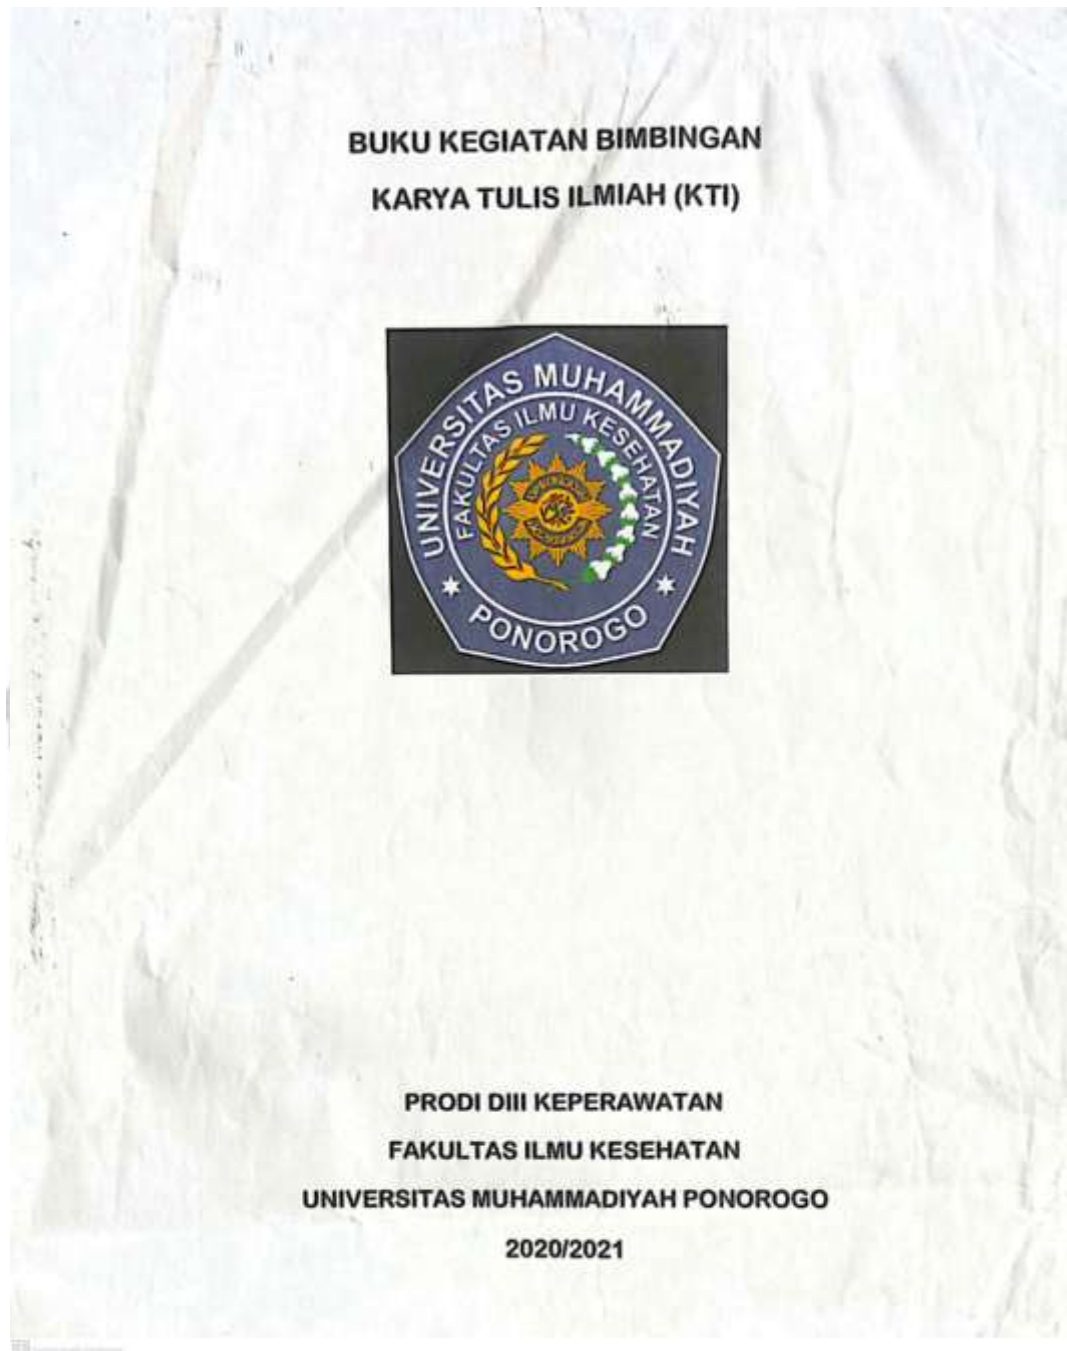 BUKU KEGIATAN BIMBINGAN
KARYA TULIS ILMIAH (KTI)
UNIVERSITAS MUHAMMADIYAH
FAKULTAS ILMU KESEHATAN
PONOROGO
PRODI DIII KEPERAWATAN
FAKULTAS ILMU KESEHATAN
UNIVERSITAS MUHAMMADIYAH PONOROGO
2020/2021